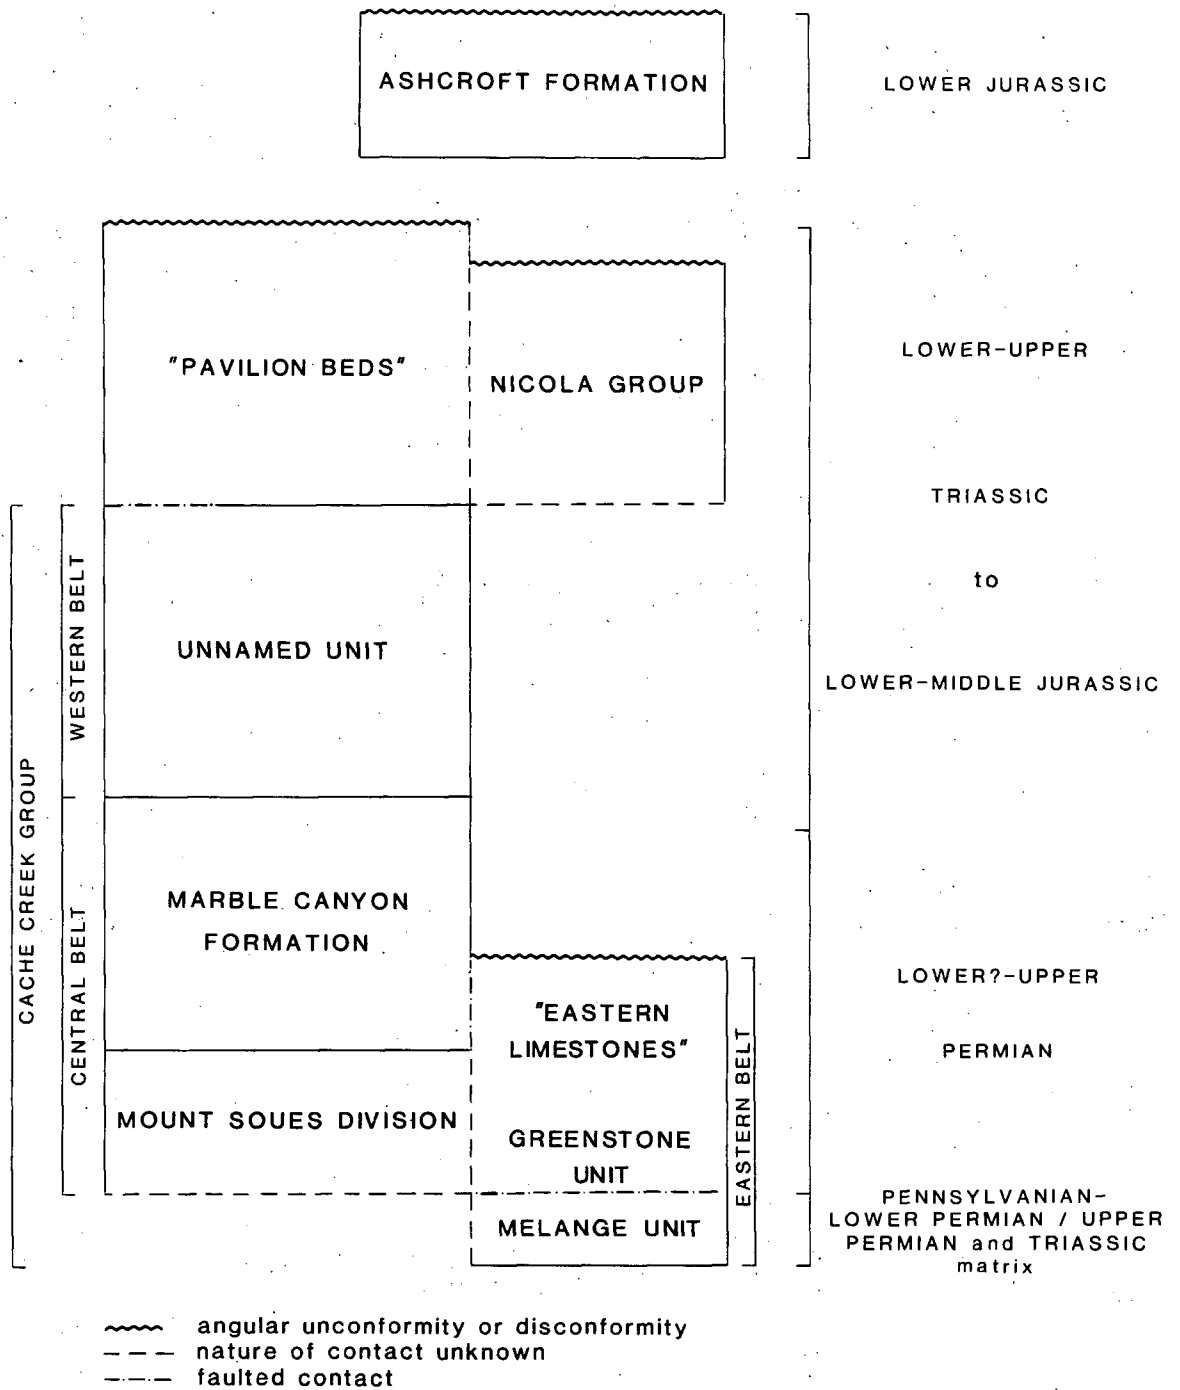 ASHCROFT FORMATION
LOWER JURASSIC
"PAVILION BEDS"
NICOLA GROUP
LOWER-UPPER
TRIASSIC
to
LOWER-MIDDLE JURASSIC
UNNAMED UNIT
WESTERN BELT
CACHE CREEK GROUP
CENTRAL BELT
MARBLE CANYON
FORMATION
"EASTERN
LIMESTONES"
LOWER?-UPPER
PERMIAN
MOUNT SOUES DIVISION
GREENSTONE
UNIT
EASTERN BELT
MELANGE UNIT
PENNSYLVANIAN-
LOWER PERMIAN / UPPER
PERMIAN and TRIASSIC
matrix
angular unconformity or disconformity
nature of contact unknown
faulted contact